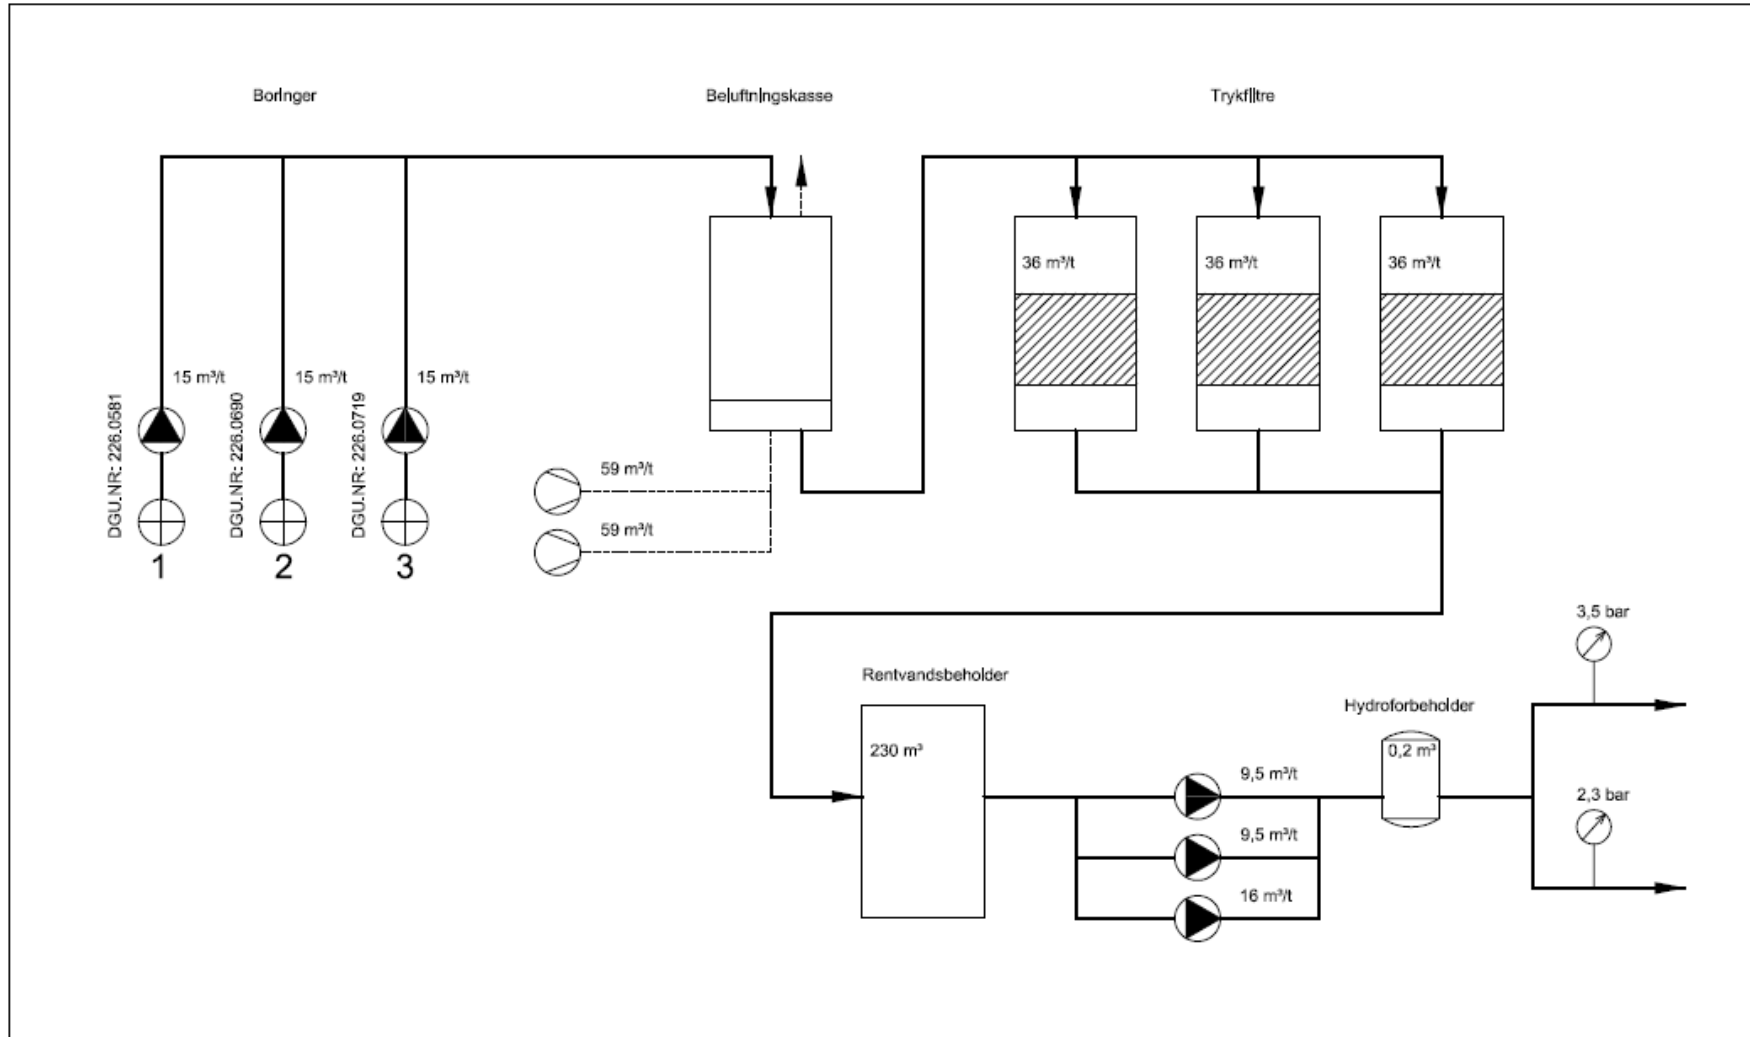 Boringer
Beluftningskasse
Trykfiltre
36 m³/t
36 m³/t
36 m³/t
15 m³/t
15 m³/t
15 m³/t
DGU.NR: 226.0581
DGU.NR: 226.0690
DGU.NR: 226.0719
59 m³/t
59 m³/t
1
2
3
3,5 bar
Rentvandsbeholder
Hydroforbeholder
230 m³
0,2 m³
9,5 m³/t
2,3 bar
9,5 m³/t
16 m³/t